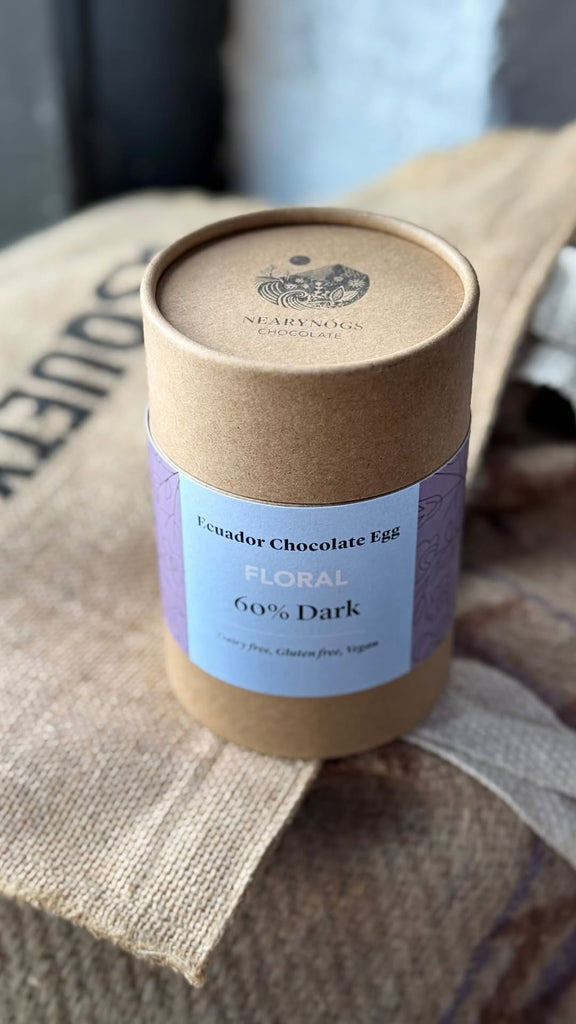 NEARYNÓGS
CHOCOLATE
Ecuador Chocolate Egg
FLORAL
60% Dark
Dairy free, Gluten free, Vegan